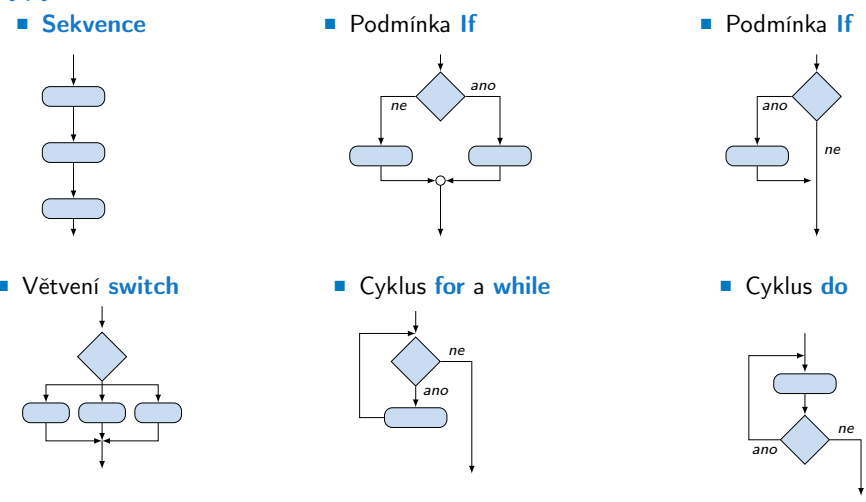 Sekvence
Podmínka If
Podmínka If
ne
ano
ano
ne
Větvení switch
Cyklus for a while
Cyklus do
ne
ano
ne
ano